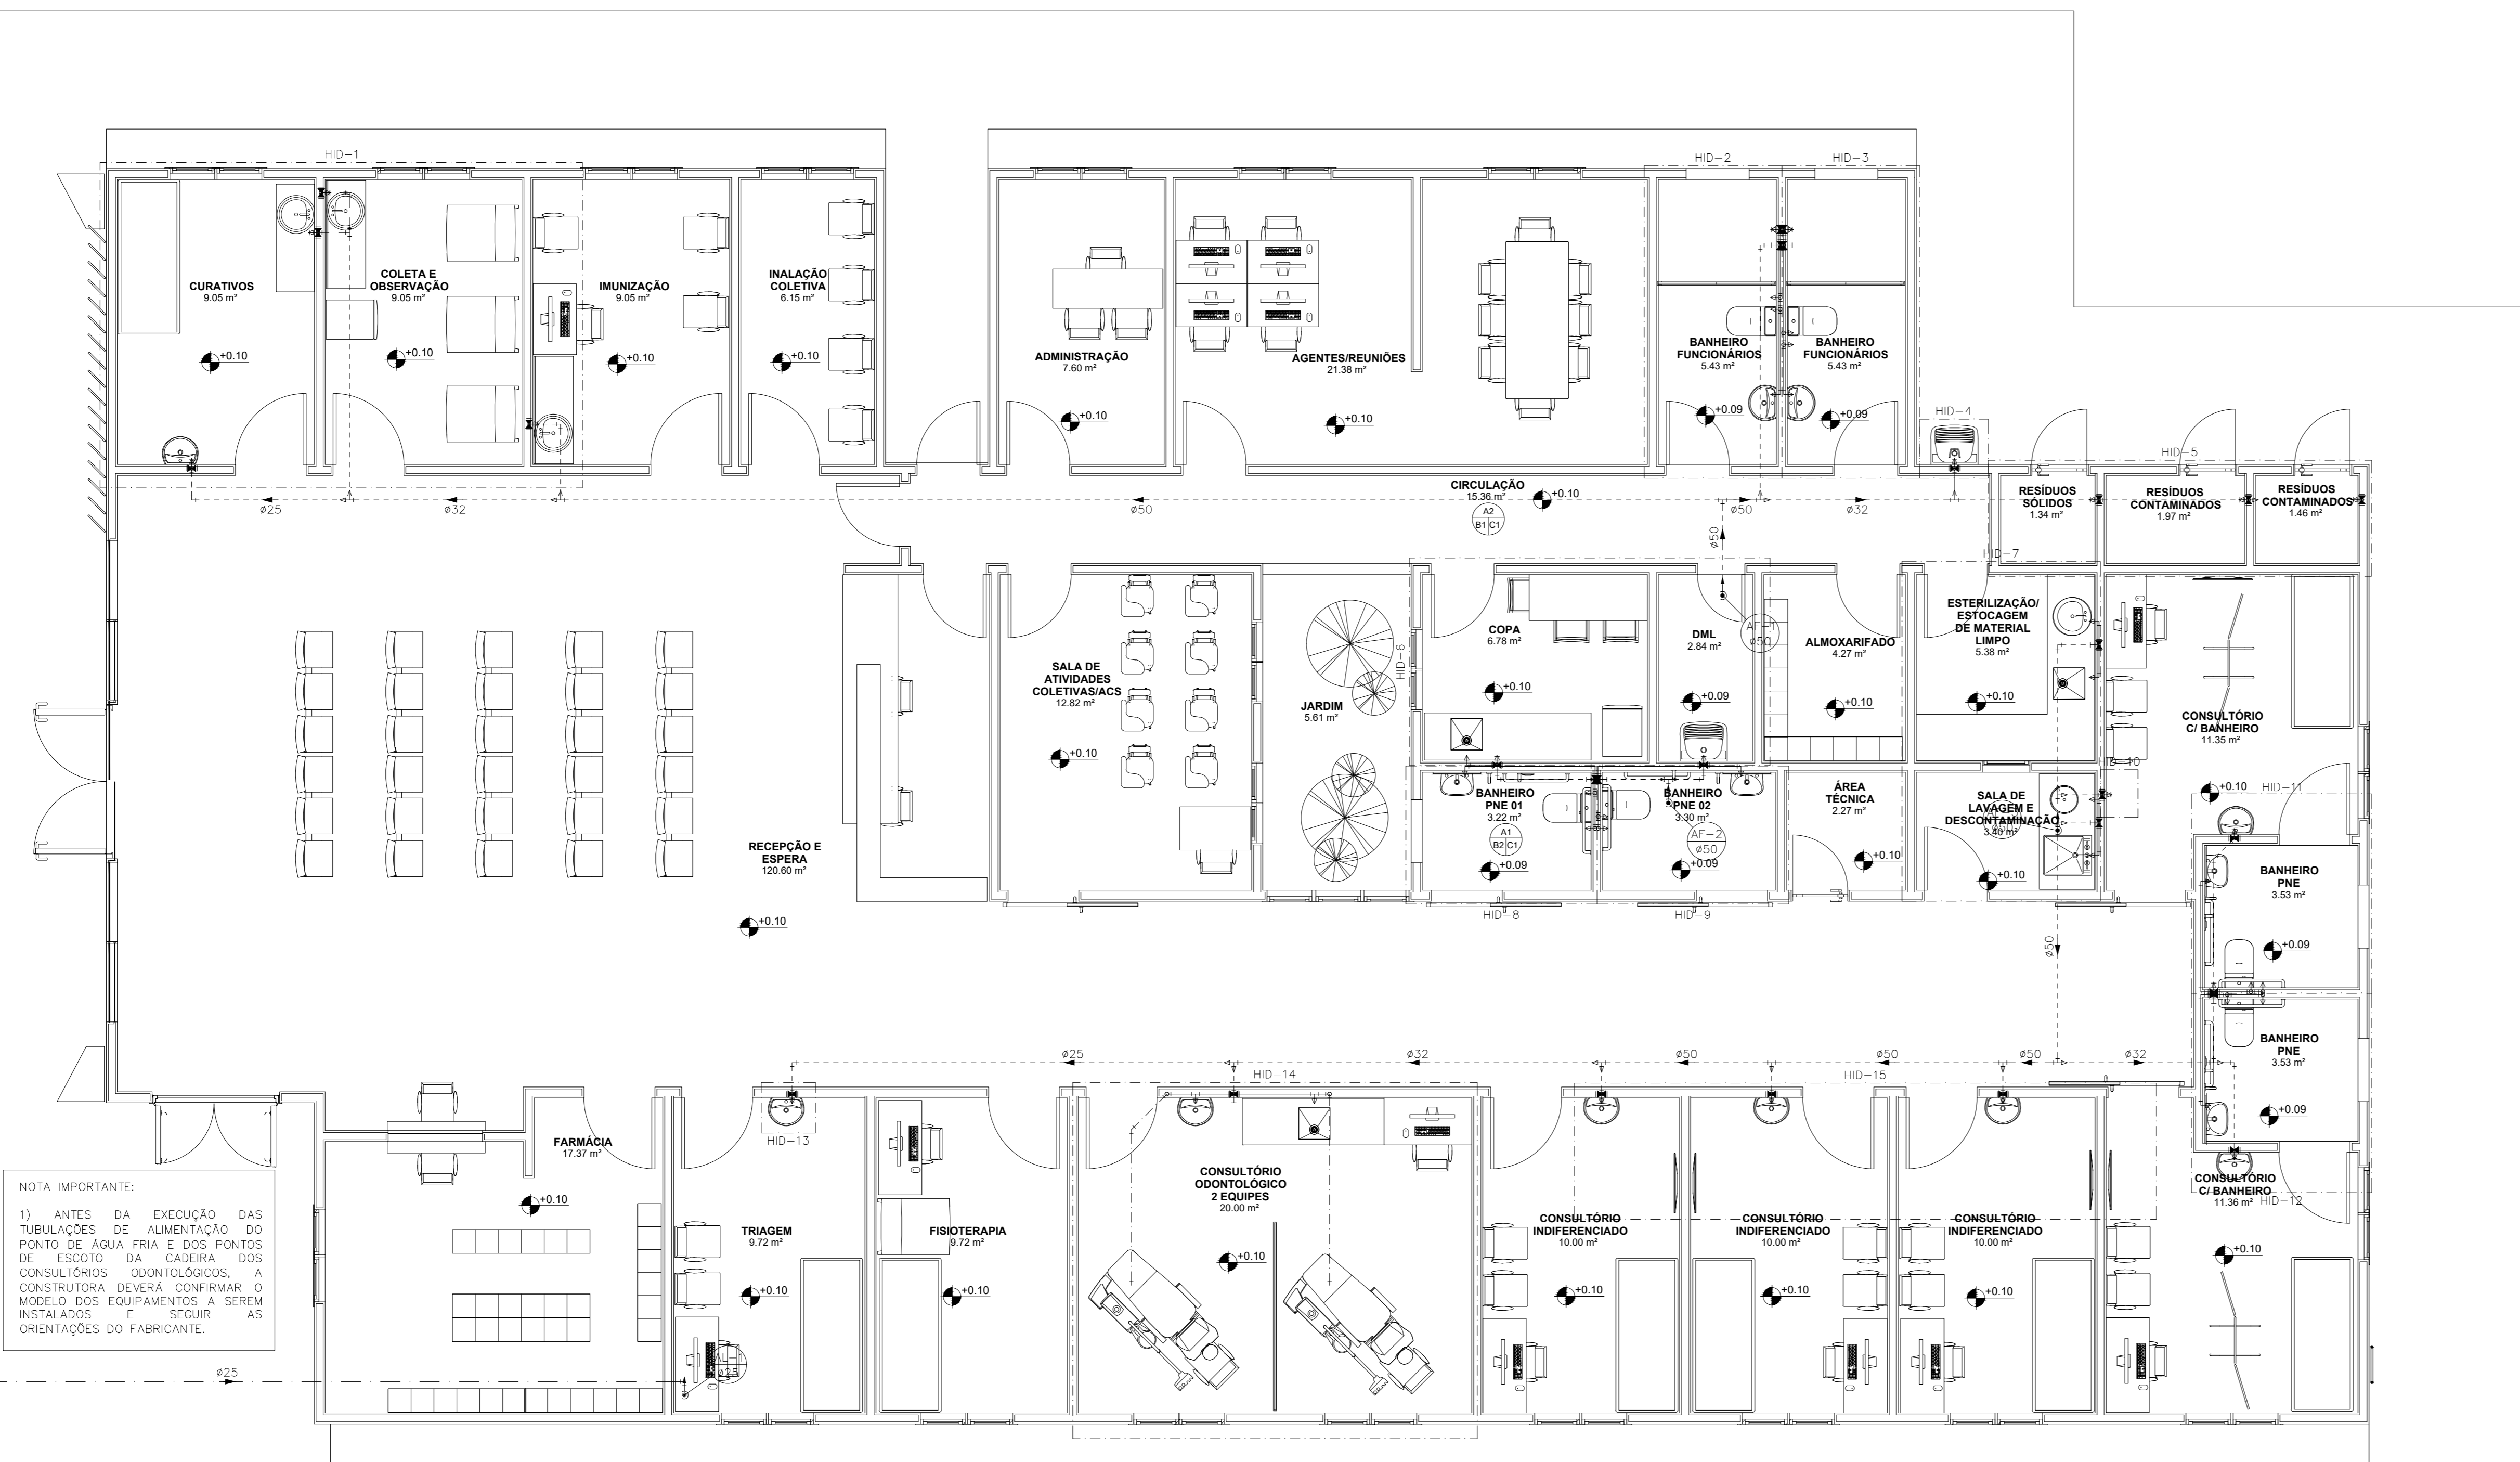 HID-1
HID-2
HID-3
CURATIVOS
9.05 m²
+0.10
COLETA E
OBSERVAÇÃO
9.05 m²
+0.10
IMUNIZAÇÃO
9.05 m²
+0.10
INALAÇÃO
COLETIVA
6.15 m²
+0.10
ADMINISTRAÇÃO
7.60 m²
+0.10
AGENTES/REUNIÕES
21.38 m²
+0.10
BANHEIRO
FUNCIONÁRIOS
5.43 m²
+0.09
BANHEIRO
FUNCIONÁRIOS
5.43 m²
+0.09
HID-4
HID-5
ø25
ø32
ø50
CIRCULAÇÃO
15.36 m²
+0.10
A2
B1 C1
ø50
ø32
ø50
RESÍDUOS
SÓLIDOS
1.34 m²
RESÍDUOS
CONTAMINADOS
1.97 m²
RESÍDUOS
CONTAMINADOS
1.46 m²
HID-7
HID-6
SALA DE
ATIVIDADES
COLETIVAS/ACS
12.82 m²
+0.10
JARDIM
5.61 m²
COPA
6.78 m²
+0.10
DML
2.84 m²
+0.09
AF-1
ø50
ALMOXARIFADO
4.27 m²
+0.10
ESTERILIZAÇÃO/
ESTOCAGEM
DE MATERIAL
LIMPO
5.38 m²
+0.10
CONSULTÓRIO
C/ BANHEIRO
11.35 m²
+0.10
HID-10
HID-11
BANHEIRO
PNE 01
3.22 m²
A1
B2 C1
+0.09
BANHEIRO
PNE 02
3.30 m²
AF-2
ø50
+0.09
ÁREA
TÉCNICA
2.27 m²
+0.10
SALA DE
LAVAGEM E
DESCONTAMINAÇÃO
3.40 m²
ø50
+0.10
RECEPÇÃO E
ESPERA
120.60 m²
+0.10
HID-8
HID-9
BANHEIRO
PNE
3.53 m²
+0.09
ø50
BANHEIRO
PNE
3.53 m²
+0.09
ø25
ø32
ø50
ø50
ø50
ø32
HID-14
HID-15
HID-13
HID-12
FARMÁCIA
17.37 m²
+0.10
TRIAGEM
9.72 m²
+0.10
FISIOTERAPIA
9.72 m²
+0.10
CONSULTÓRIO
ODONTOLÓGICO
2 EQUIPES
20.00 m²
+0.10
CONSULTÓRIO
INDIFERENCIADO
10.00 m²
+0.10
CONSULTÓRIO
INDIFERENCIADO
10.00 m²
+0.10
CONSULTÓRIO
INDIFERENCIADO
10.00 m²
+0.10
CONSULTÓRIO
C/ BANHEIRO
11.36 m²
+0.10
AL-1
ø25
NOTA IMPORTANTE:
1) ANTES DA EXECUÇÃO DAS
TUBULAÇÕES DE ALIMENTAÇÃO DO
PONTO DE ÁGUA FRIA E DOS PONTOS
DE ESGOTO DA CADEIRA DOS
CONSULTÓRIOS ODONTOLÓGICOS, A
CONSTRUTORA DEVERÁ CONFIRMAR O
MODELO DOS EQUIPAMENTOS A SEREM
INSTALADOS E SEGUIR AS
ORIENTAÇÕES DO FABRICANTE.
ø25